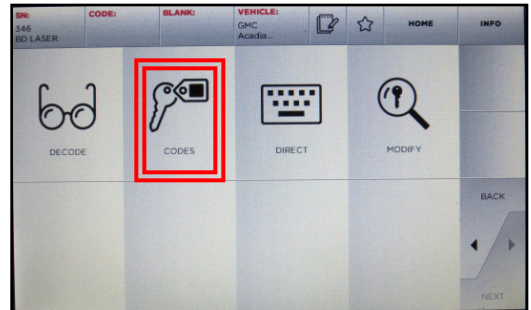 SN:
346
BD LASER
CODE:
BLANK:
VEHICLE:
GMC
Acadia...
HOME
INFO
DECODE
CODES
DIRECT
MODIFY
BACK
NEXT